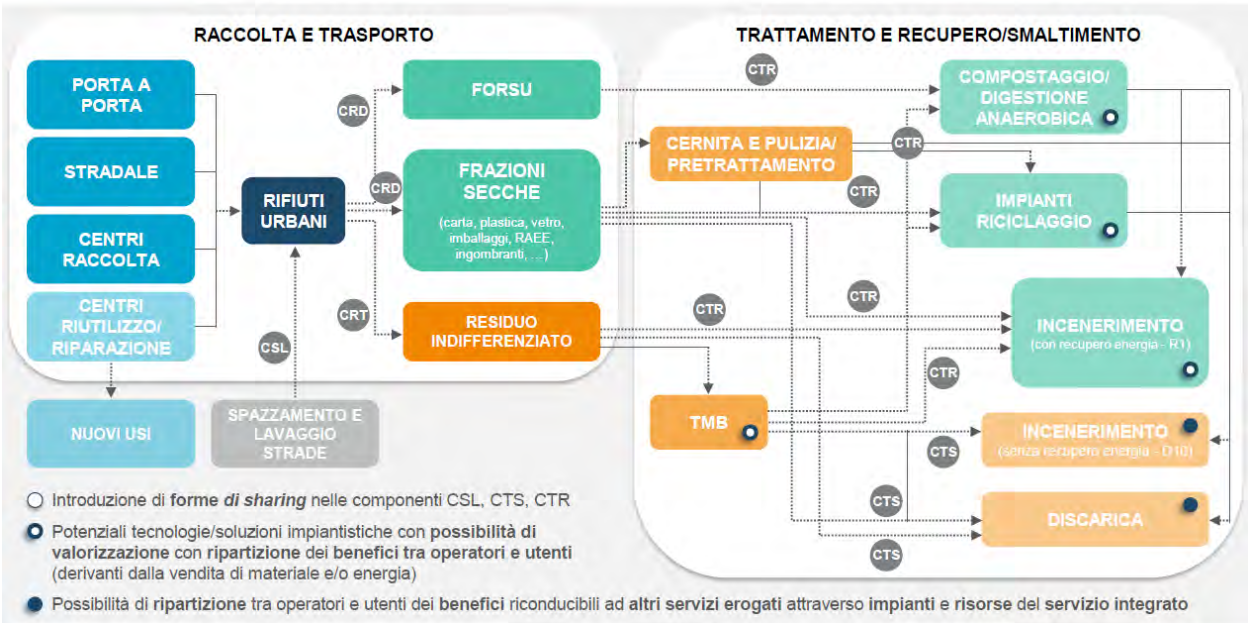 RACCOLTA E TRASPORTO
PORTA A
PORTA
STRADALE
CENTRI
RACCOLTA
CENTRI
RIUTILIZZO/
RIPARAZIONE
NUOVI USI
RIFIUTI
URBANI
CSL
SPAZZAMENTO E
LAVAGGIO
STRADE
CRD
CRD
CRT
FORSU
FRAZIONI
SECCHE
(carta, plastica, vetro,
imballaggi, RAEE,
ingombranti, ...)
RESIDUO
INDIFFERENZIATO
TRATTAMENTO E RECUPERO/SMALTIMENTO
CTR
CERNITA E PULIZIA/
PRETRATTAMENTO
CTR
CTR
CTR
CTR
CTR
TMB
CTS
CTS
CTS
COMPOSTAGGIO/
DIGESTIONE
ANAEROBICA
IMPIANTI
RICICLAGGIO
INCENERIMENTO
(con recupero energia - R1)
INCENERIMENTO
(senza recupero energia - D10)
DISCARICA
Introduzione di forme di sharing nelle componenti CSL, CTS, CTR
Potenziali tecnologie/soluzioni impiantistiche con possibilità di
valorizzazione con ripartizione dei benefici tra operatori e utenti
(derivanti dalla vendita di materiale e/o energia)
Possibilità di ripartizione tra operatori e utenti dei benefici riconducibili ad altri servizi erogati attraverso impianti e risorse del servizio integrato